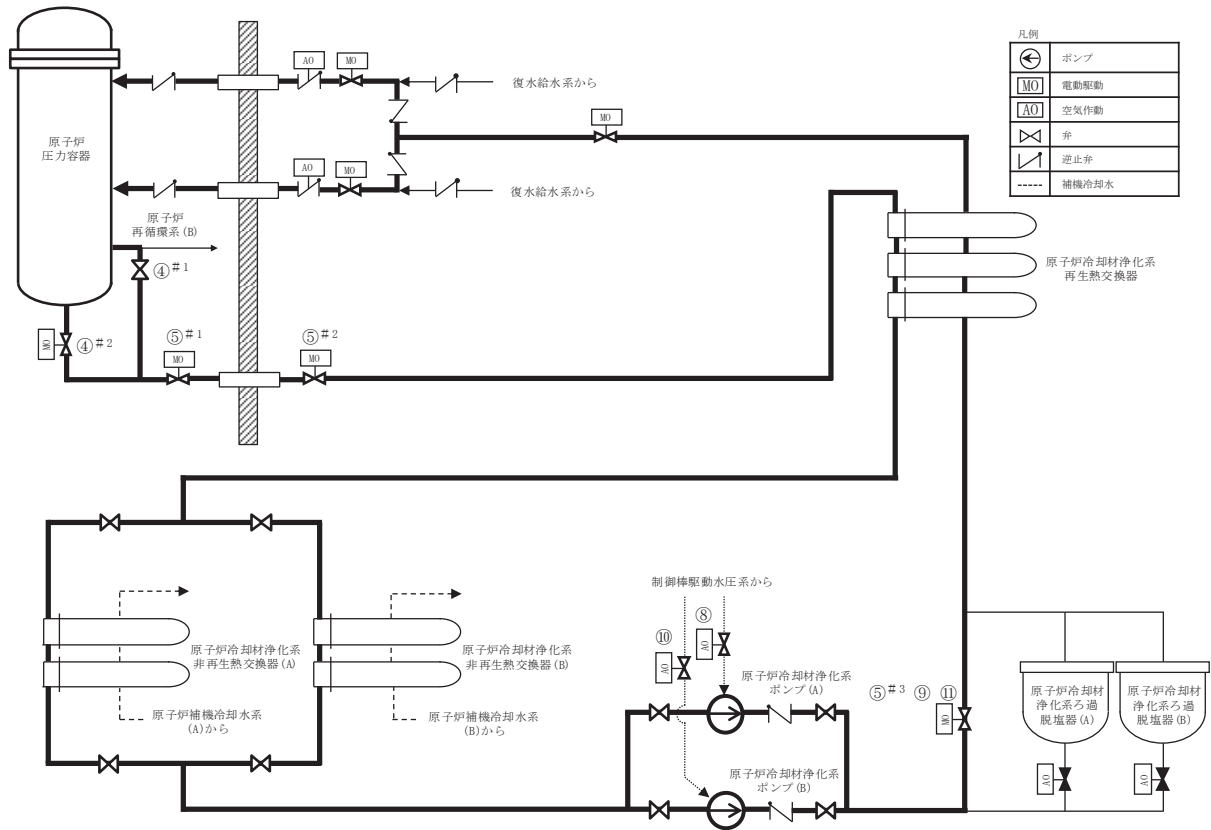 凡例
ポンプ
MO
電動駆動
AO
空気作動
弁
逆止弁
補機冷却水
AO
MO
復水給水系から
MO
原子炉
圧力容器
AO
MO
復水給水系から
原子炉
再循環系(B)
④#1
原子炉冷却材浄化系
再生熱交換器
MO
④#2
⑤#1
MO
⑤#2
MO
制御棒駆動水圧系から
⑧
AO
⑩
AO
原子炉冷却材浄化系
非再生熱交換器(A)
原子炉冷却材浄化系
非再生熱交換器(B)
原子炉補機冷却水系
(A)から
原子炉補機冷却水系
(B)から
原子炉冷却材浄化系
ポンプ(A)
⑤#3 ⑨ ⑪
MO
原子炉冷却材
浄化系ろ過
脱塩器(A)
原子炉冷却材
浄化系ろ過
脱塩器(B)
原子炉冷却材浄化系
ポンプ(B)
AO
AO